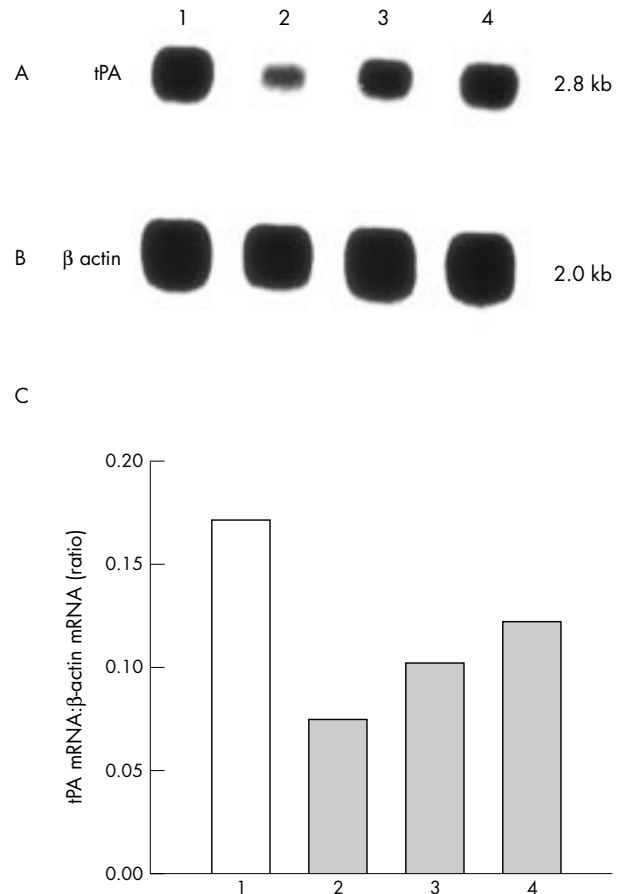 1 2 3 4
A tPA 2.8 kb
B β actin 2.0 kb
C
tPA mRNA:β-actin mRNA (ratio)
0.20
0.15
0.10
0.05
0.00
1 2 3 4